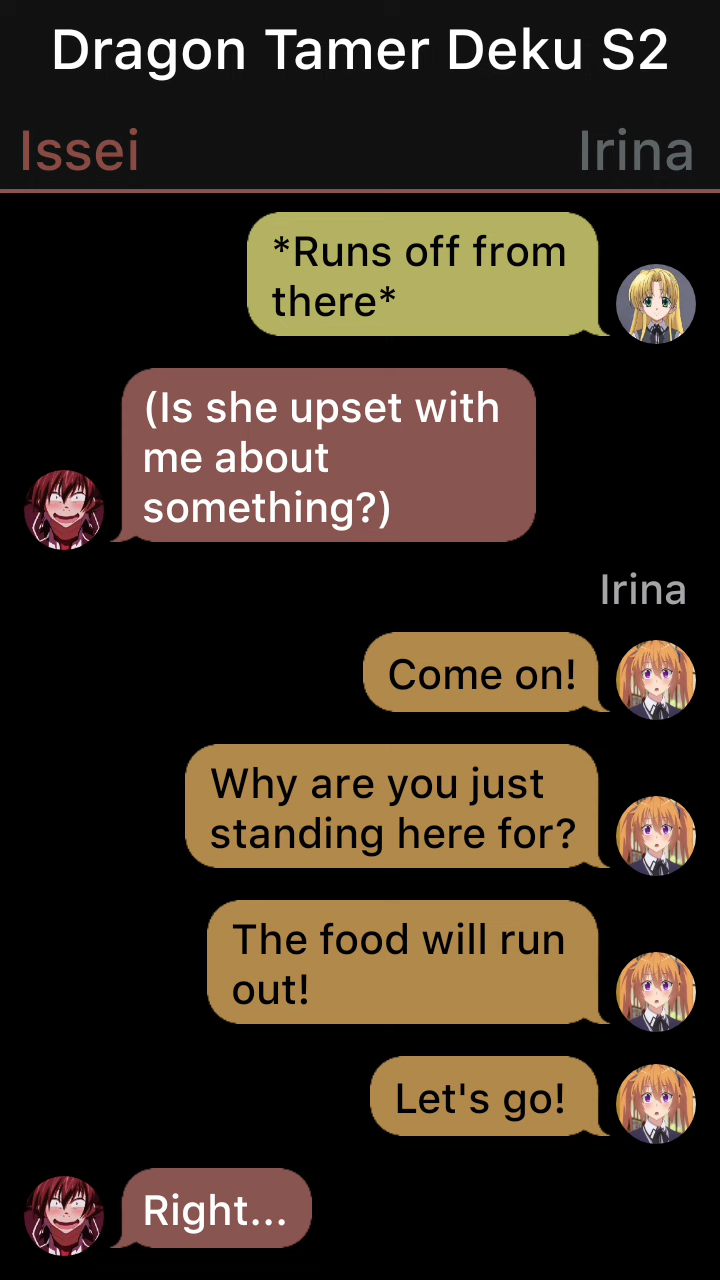 Dragon Tamer Deku S2
Issei
Irina
*Runs off from
there*
(Is she upset with
me about
something?)
Irina
Come on!
Why are you just
standing here for?
The food will run
out!
Let's go!
Right...